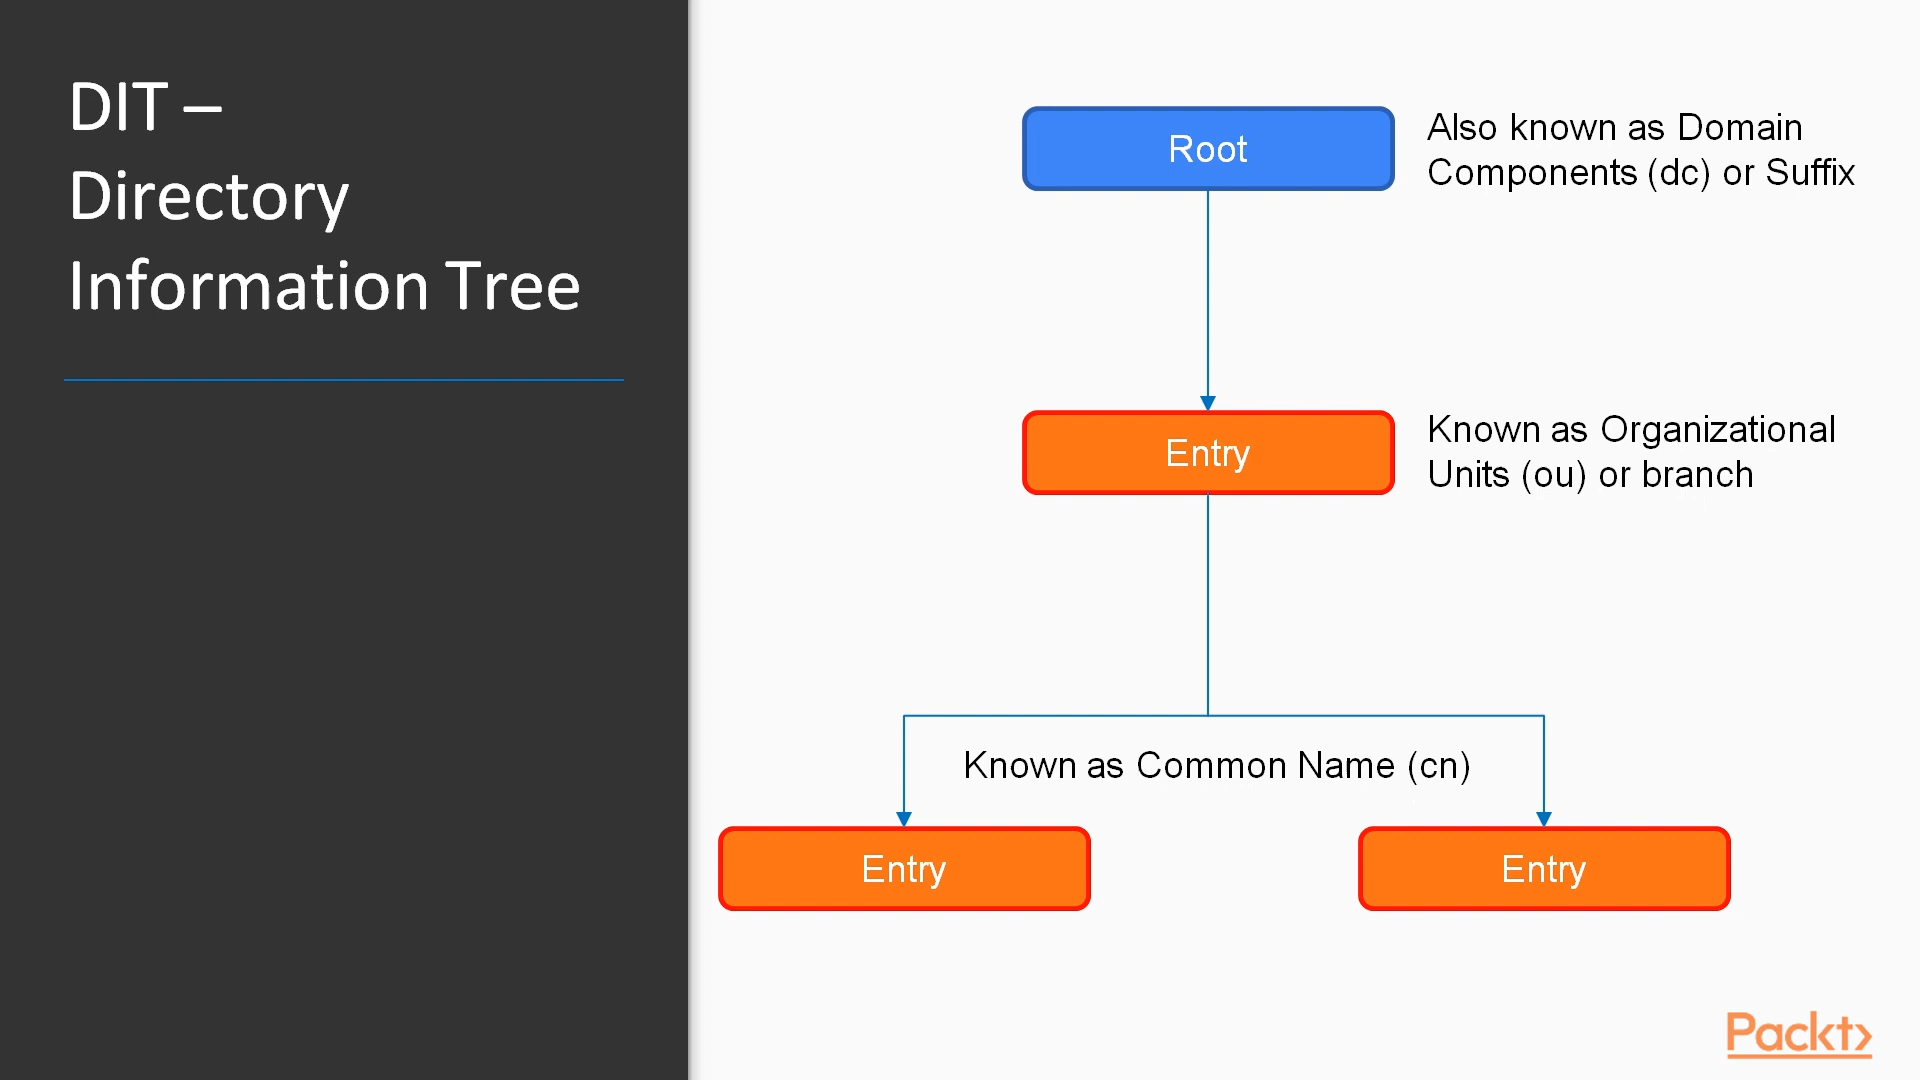 DIT –
Directory
Information Tree
Root
Also known as Domain
Components (dc) or Suffix
Entry
Known as Organizational
Units (ou) or branch
Known as Common Name (cn)
Entry
Entry
Packt>